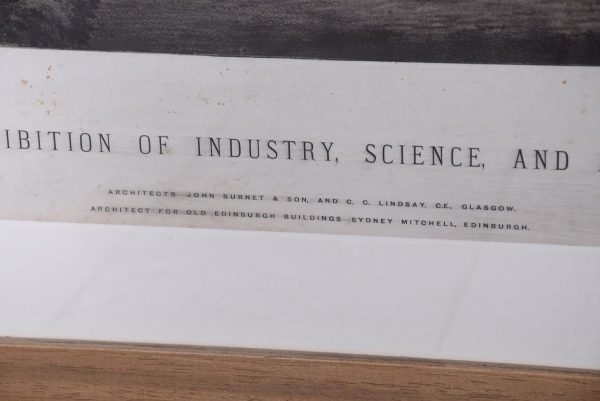 IBITION OF INDUSTRY, SCIENCE, AND
ARCHITECTS JOHN BURNET & SON, AND C. C. LINDSAY, C.E., GLASGOW.
ARCHITECT FOR OLD EDINBURGH BUILDINGS SYDNEY MITCHELL, EDINBURGH.